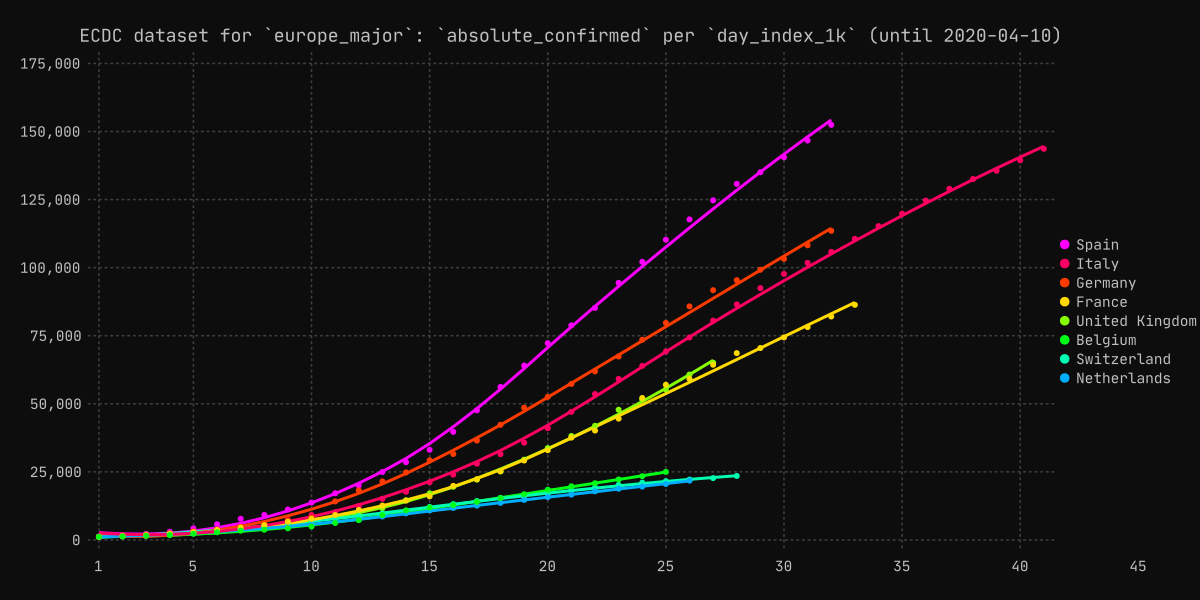 ECDC dataset for `europe_major`: `absolute_confirmed` per `day_index_1k` (until 2020-04-10)
175,000
150,000
125,000
100,000
75,000
50,000
25,000
0
1 5 10 15 20 25 30 35 40 45
Spain
Italy
Germany
France
United Kingdom
Belgium
Switzerland
Netherlands